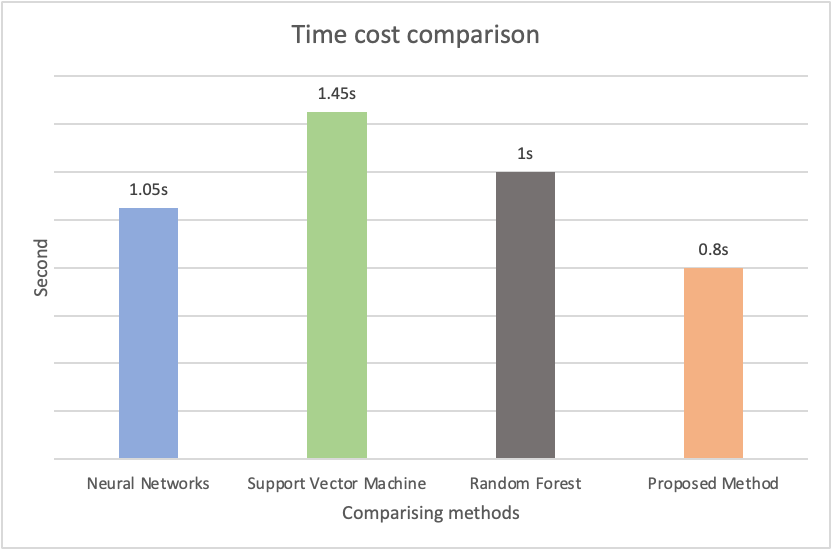 Time cost comparison
1.45s
1s
1.05s
0.8s
Second
Neural Networks
Support Vector Machine
Random Forest
Proposed Method
Comparising methods